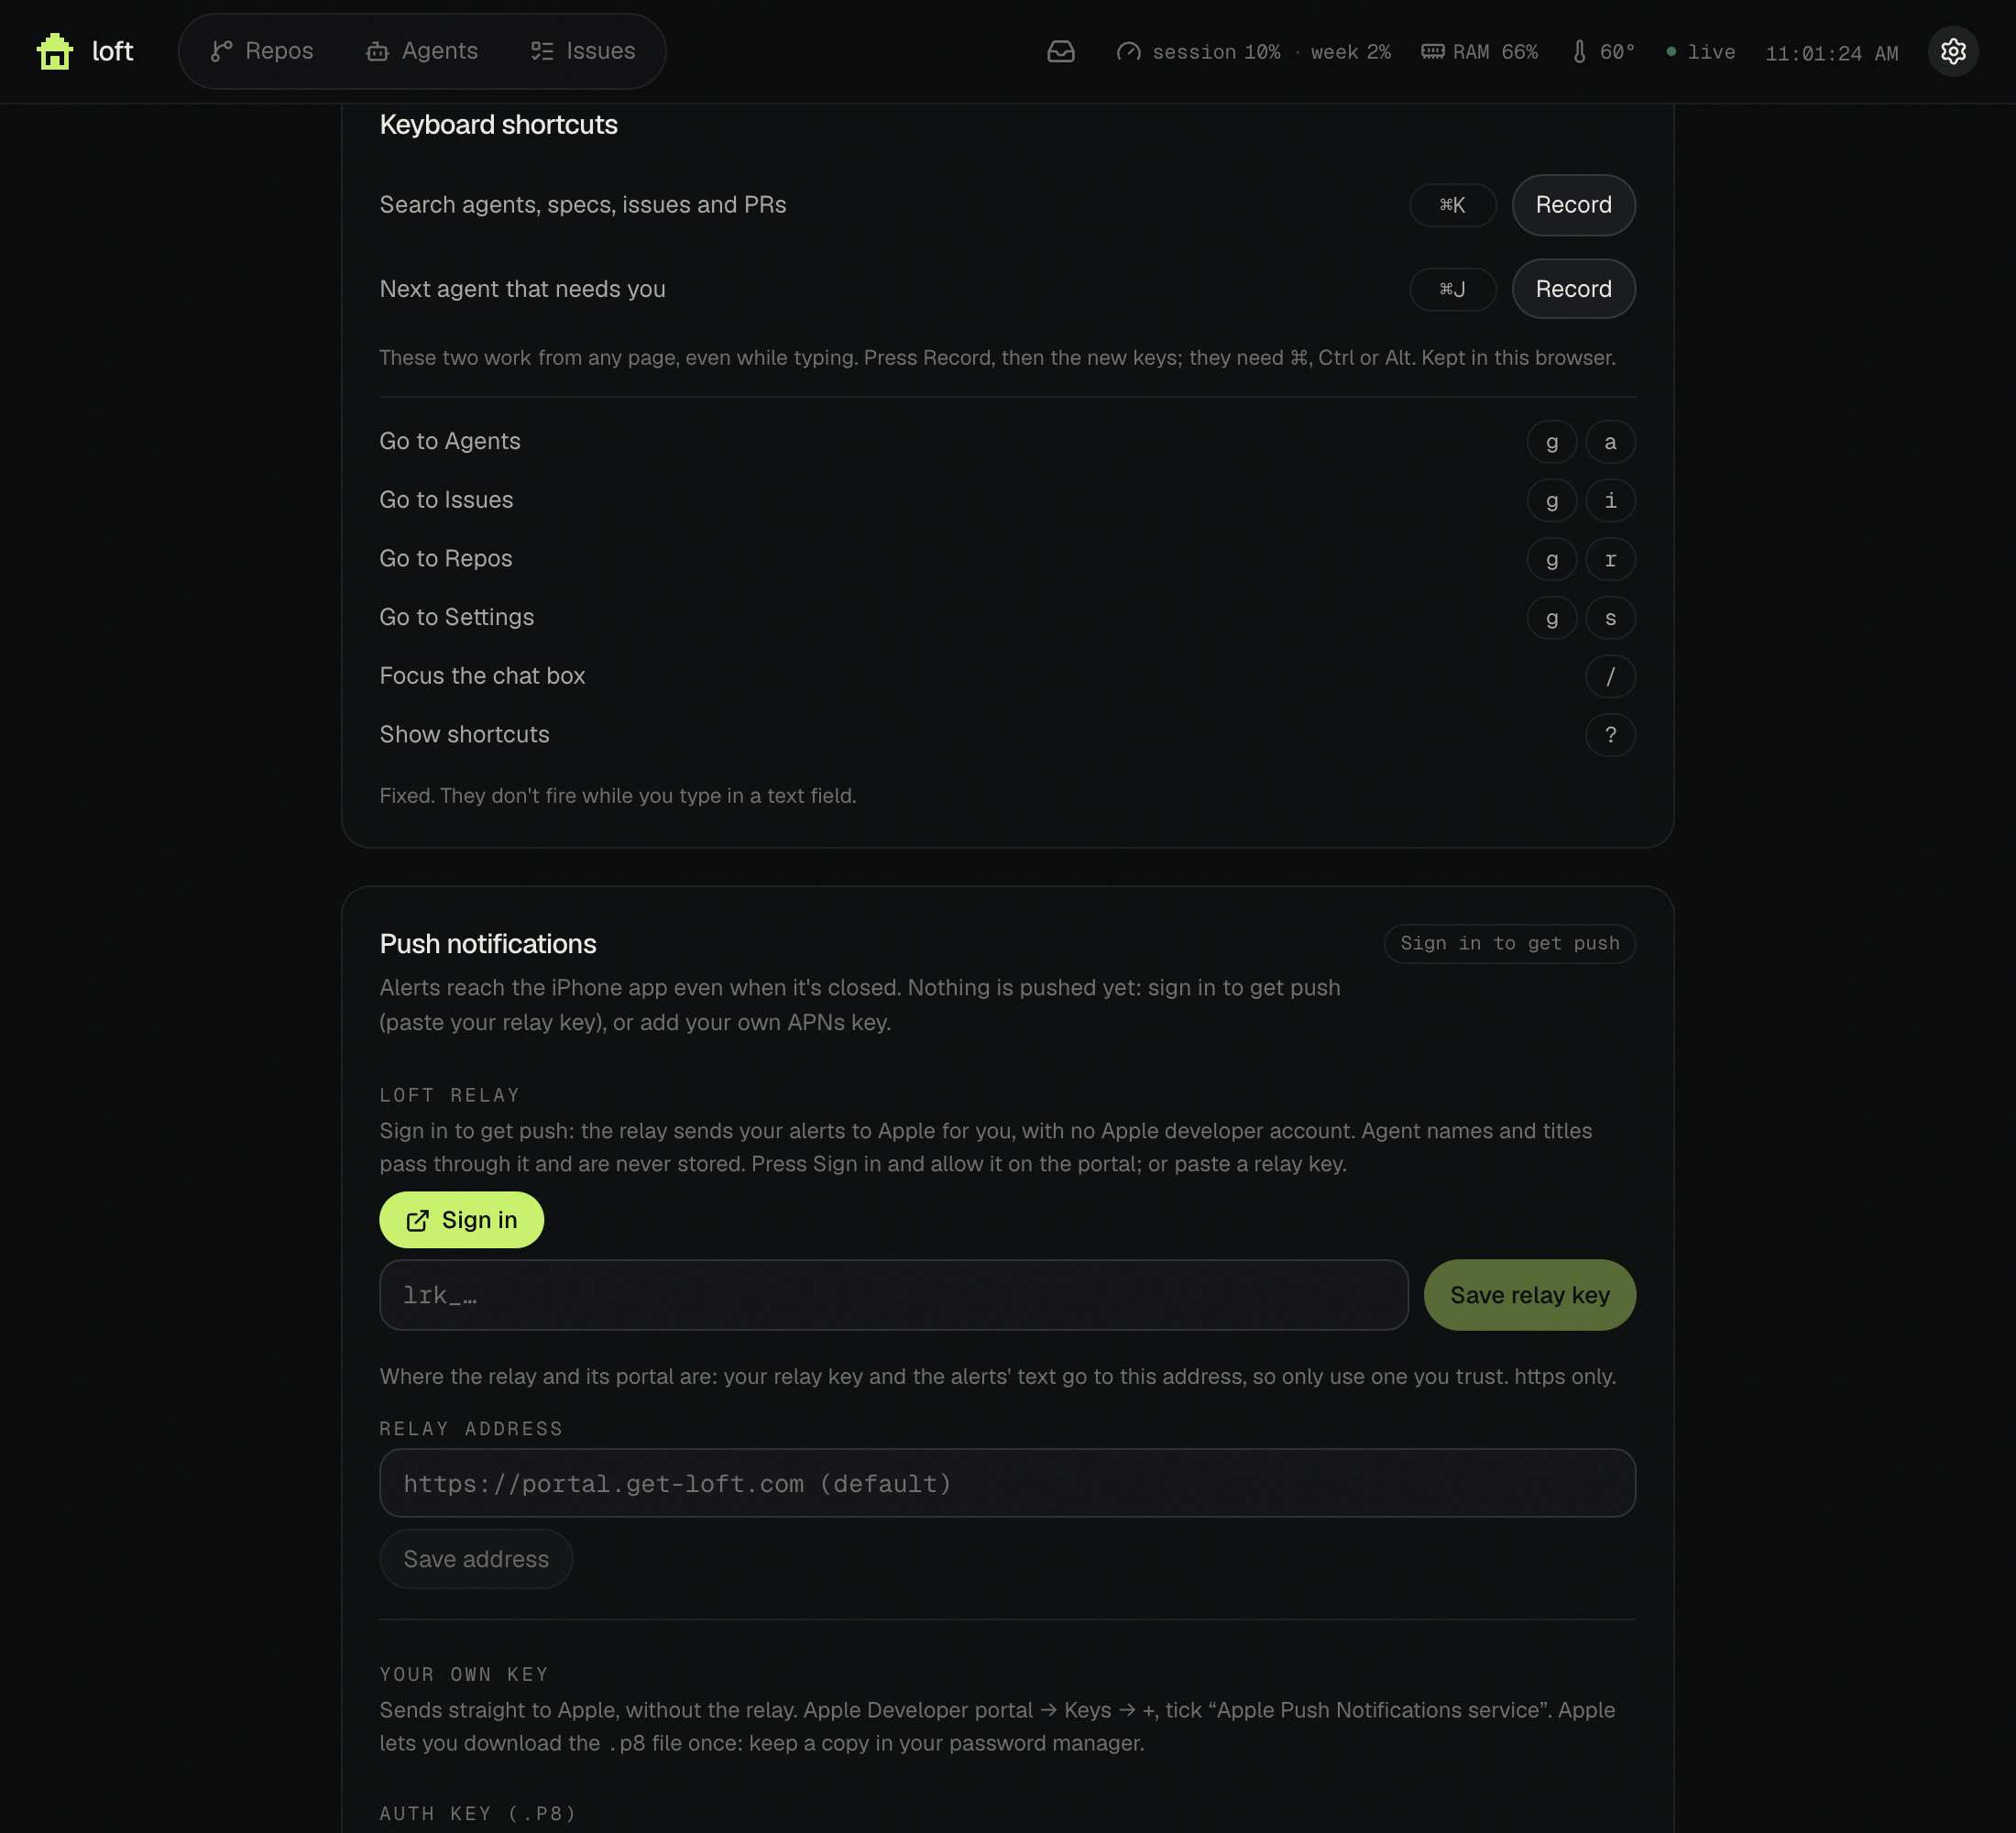 loft
Repos
Agents
Issues
session 10% · week 2%
RAM 66%
60°
live
11:01:24 AM
Keyboard shortcuts
Search agents, specs, issues and PRs
⌘K
Record
Next agent that needs you
⌘J
Record
These two work from any page, even while typing. Press Record, then the new keys; they need ⌘, Ctrl or Alt. Kept in this browser.
Go to Agents
g a
Go to Issues
g i
Go to Repos
g r
Go to Settings
g s
Focus the chat box
/
Show shortcuts
?
Fixed. They don't fire while you type in a text field.
Push notifications
Sign in to get push
Alerts reach the iPhone app even when it's closed. Nothing is pushed yet: sign in to get push
(paste your relay key), or add your own APNs key.
LOFT RELAY
Sign in to get push: the relay sends your alerts to Apple for you, with no Apple developer account. Agent names and titles
pass through it and are never stored. Press Sign in and allow it on the portal; or paste a relay key.
Sign in
lrk_…
Save relay key
Where the relay and its portal are: your relay key and the alerts' text go to this address, so only use one you trust. https only.
RELAY ADDRESS
https://portal.get-loft.com (default)
Save address
YOUR OWN KEY
Sends straight to Apple, without the relay. Apple Developer portal → Keys → +, tick “Apple Push Notifications service”. Apple
lets you download the .p8 file once: keep a copy in your password manager.
AUTH KEY (.P8)